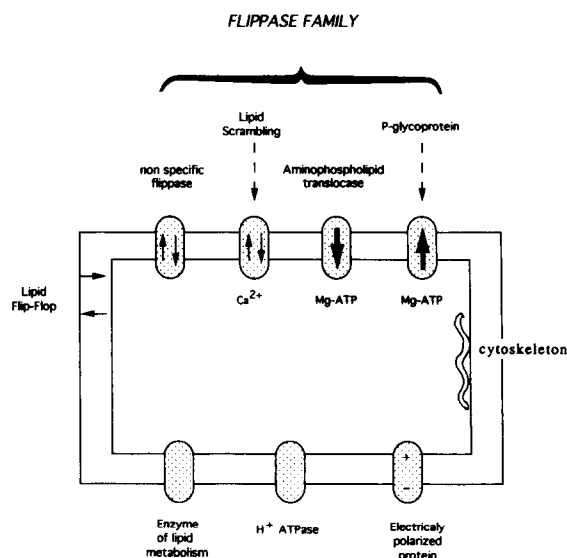 FLIPPASE FAMILY
Lipid
Scrambling
P-glycoprotein
non specific
flippase
Aminophospholipid
translocase
Ca2+
Mg-ATP
Mg-ATP
Lipid
Flip-Flop
cytoskeleton
+
–
Enzyme
of lipid
metabolism
H+ ATPase
Electricaly
polarized
protein